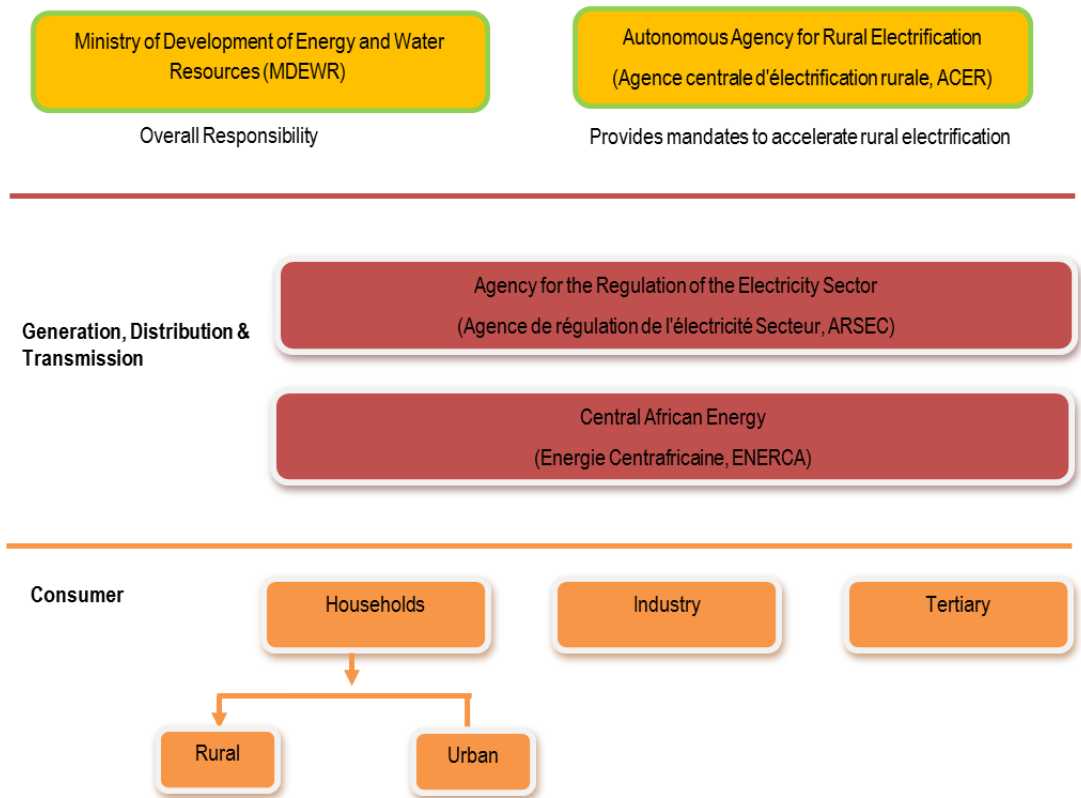 Ministry of Development of Energy and Water
Resources (MDEWR)
Autonomous Agency for Rural Electrification
(Agence centrale d'électrification rurale, ACER)
Overall Responsibility
Provides mandates to accelerate rural electrification
Generation, Distribution &
Transmission
Agency for the Regulation of the Electricity Sector
(Agence de régulation de l'électricité Secteur, ARSEC)
Central African Energy
(Energie Centrafricaine, ENERCA)
Consumer
Households
Industry
Tertiary
Rural
Urban